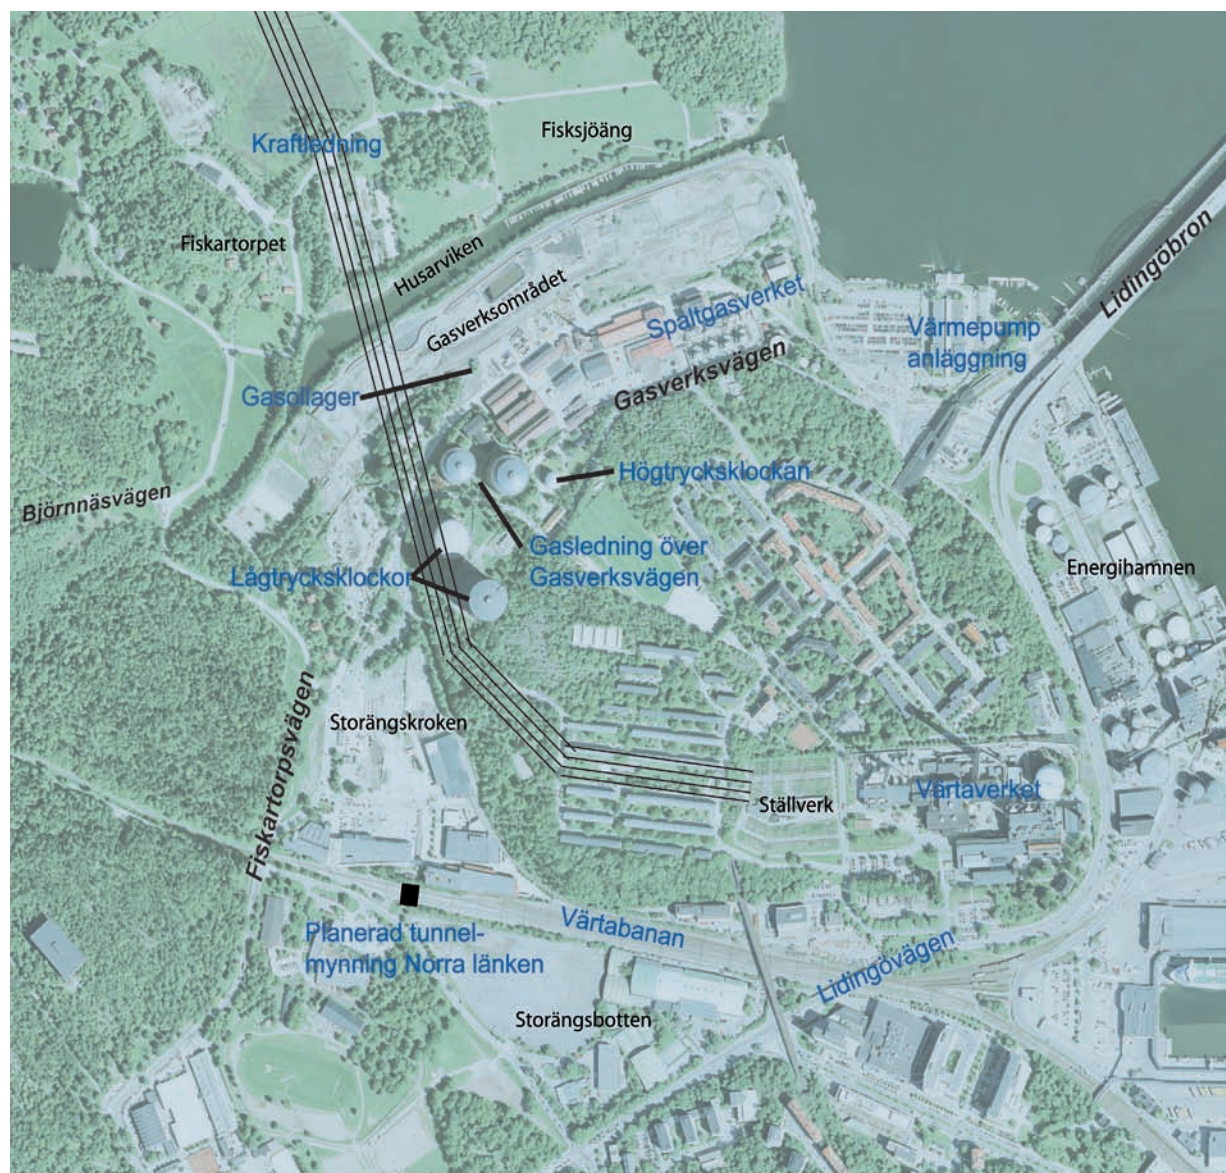 Fisksjöäng
Kraftledning
Fiskartorpet
Husarviken
Lidingöbron
Gasverksområdet
Spaltgasverket
Värmepump
anläggning
Gasollager
Gasverksvägen
Högtrycksklockan
Björnnäsvägen
Gasledning över
Gasverksvägen
Lågtrycksklockor
Energihamnen
Fiskartorpsvägen
Storängskroken
Ställverk
Värtaverket
Värtabanan
Planerad tunnel-
mynning Norra länken
Lidingövägen
Storängsbotten